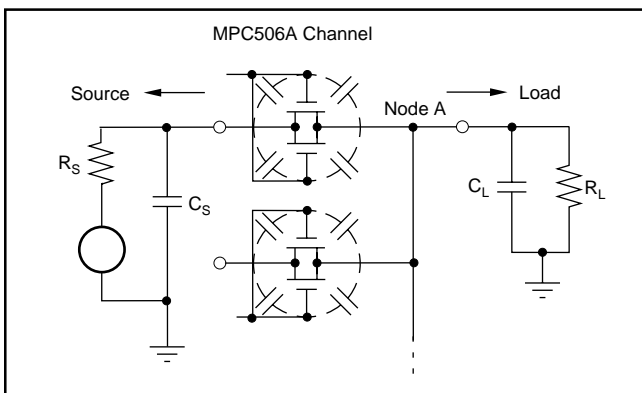 MPC506A Channel
Source
Node A
Load
R_S
C_S
C_L
R_L